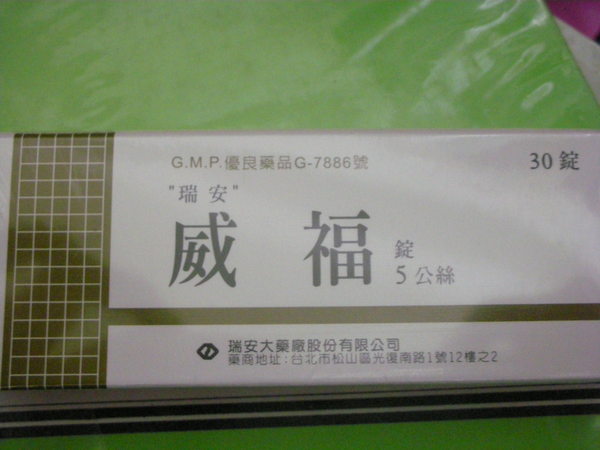 G.M.P.優良藥品G-7886號
30錠
"瑞安"
威福 錠
5公絲
瑞安大藥廠股份有限公司
藥商地址:台北市松山區光復南路1號12樓之2